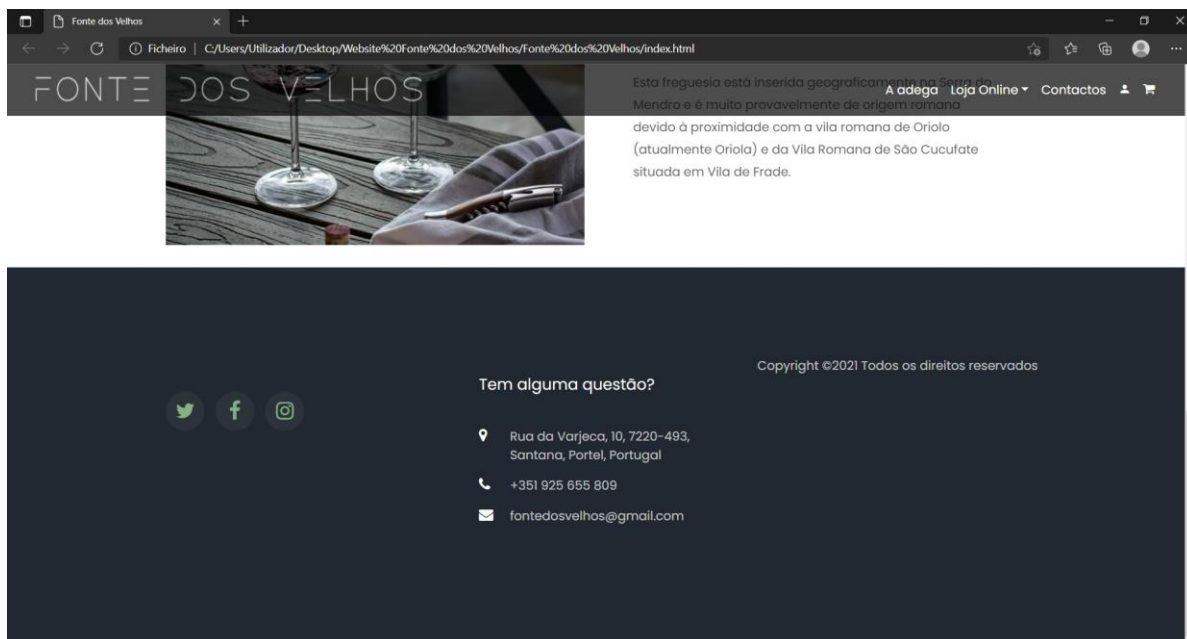 Fonte dos Velhos
Ficheiro | C:/Users/Utilizador/Desktop/Website%20Fonte%20dos%20Velhos/Fonte%20dos%20Velhos/index.html
FONTE DOS VELHOS
A adega Loja Online Contactos
Esta freguesia está inserida geograficamente na Serra do
Mendro e é muito provavelmente de origem romana
devido à proximidade com a vila romana de Oriolo
(atualmente Oriola) e da Vila Romana de São Cucufate
situada em Vila de Frade.
Tem alguma questão?
Rua da Varjeca, 10, 7220-493,
Santana, Portel, Portugal
+351 925 655 809
fontedosvelhos@gmail.com
Copyright ©2021 Todos os direitos reservados